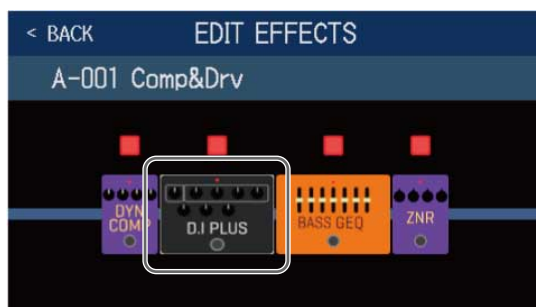 < BACK EDIT EFFECTS
A-001 Comp&Drv
DYN
COMP
D.I PLUS
BASS GEQ
ZNR